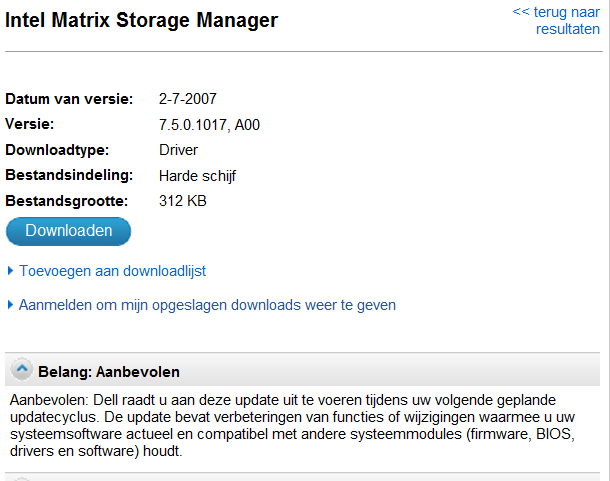 Intel Matrix Storage Manager
<< terug naar
resultaten
Datum van versie: 2-7-2007
Versie: 7.5.0.1017, A00
Downloadtype: Driver
Bestandsindeling: Harde schijf
Bestandsgrootte: 312 KB
Downloaden
Toevoegen aan downloadlijst
Aanmelden om mijn opgeslagen downloads weer te geven
Belang: Aanbevolen
Aanbevolen: Dell raadt u aan deze update uit te voeren tijdens uw volgende geplande
updatecyclus. De update bevat verbeteringen van functies of wijzigingen waarmee u uw
systeemsoftware actueel en compatibel met andere systeemmodules (firmware, BIOS,
drivers en software) houdt.